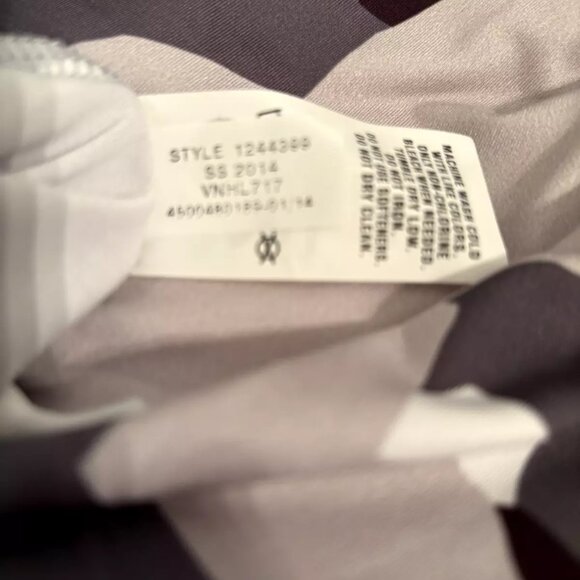 STYLE 1244399
SS 2014
VNHL717
4500480189-01/14
MACHINE WASH COLD
WITH LIKE COLORS.
ONLY NON-CHLORINE
BLEACH WHEN NEEDED.
TUMBLE DRY LOW.
DO NOT IRON.
DO NOT USE SOFTENERS.
DO NOT DRY CLEAN.